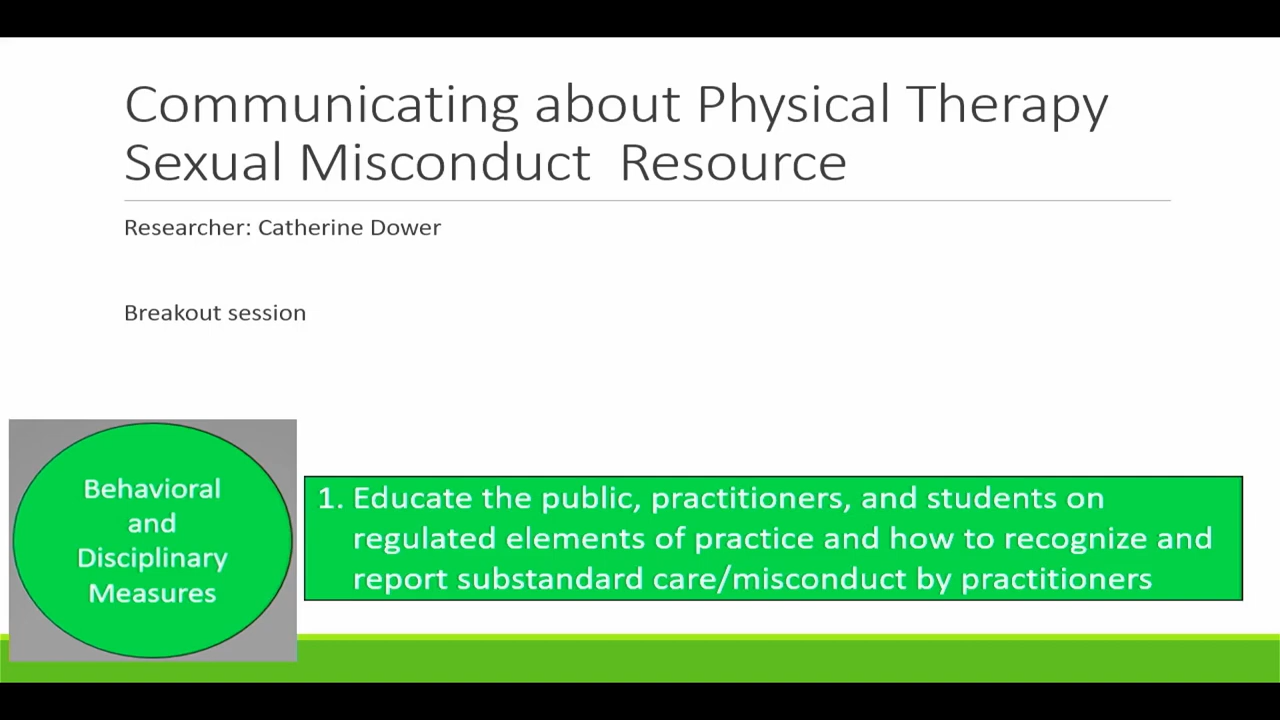 Communicating about Physical Therapy
Sexual Misconduct  Resource
Researcher: Catherine Dower
Breakout session
Behavioral
and
Disciplinary
Measures
1. Educate the public, practitioners, and students on
regulated elements of practice and how to recognize and
report substandard care/misconduct by practitioners